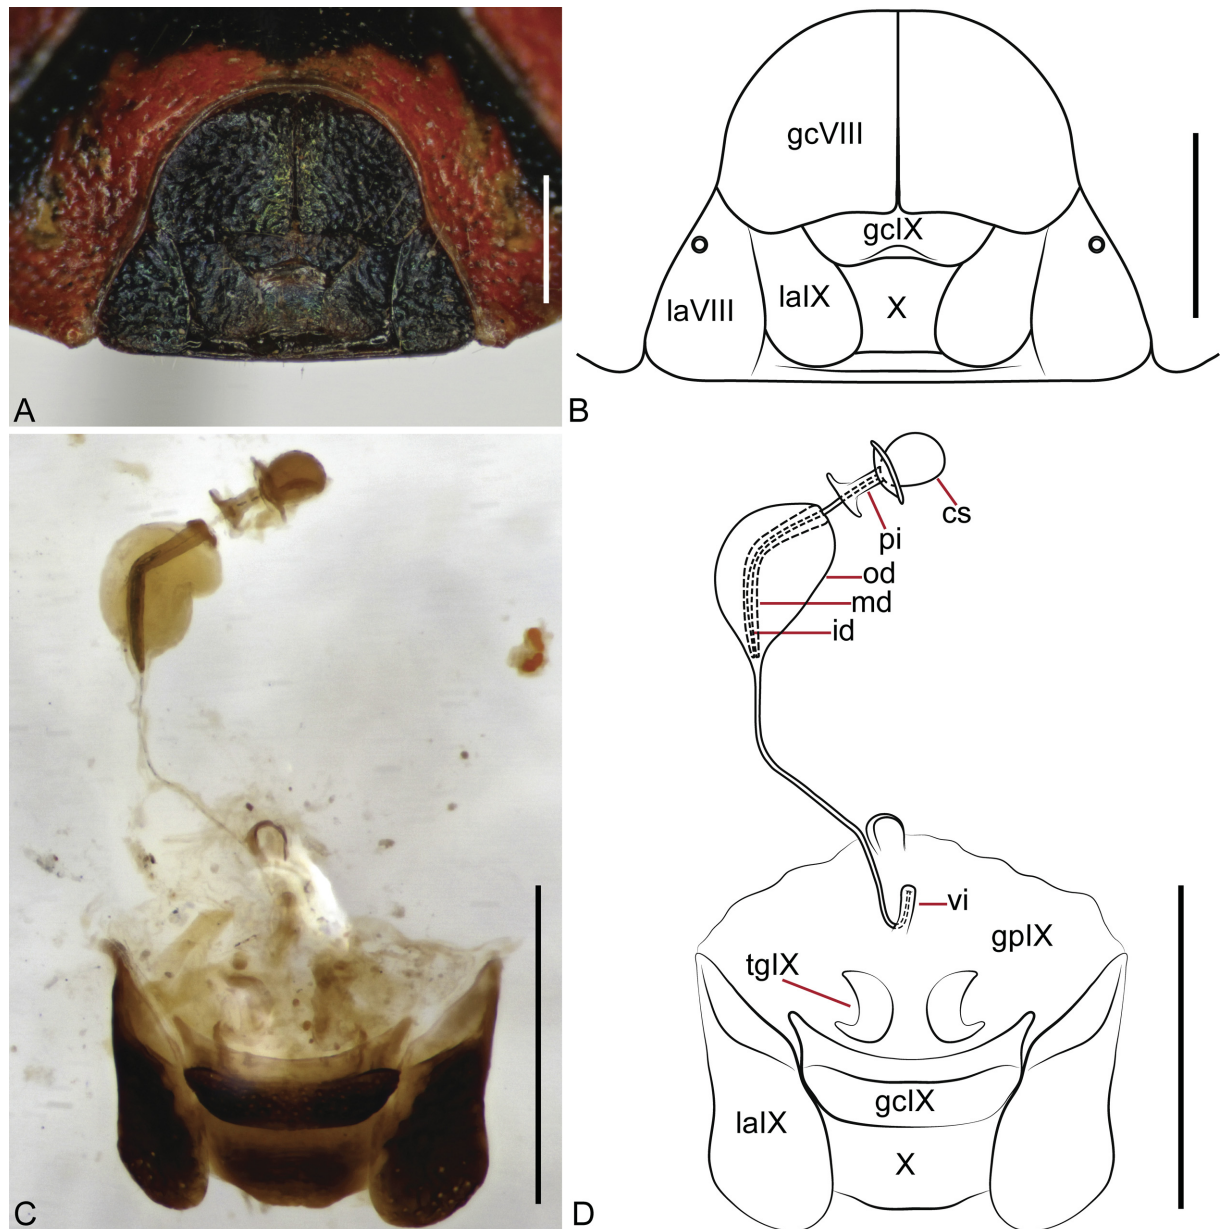 A
gcVIII
gcIX
laVIII
laIX
X
B
cs
pi
od
md
id
vi
gpIX
tgIX
gcIX
laIX
X
C
D